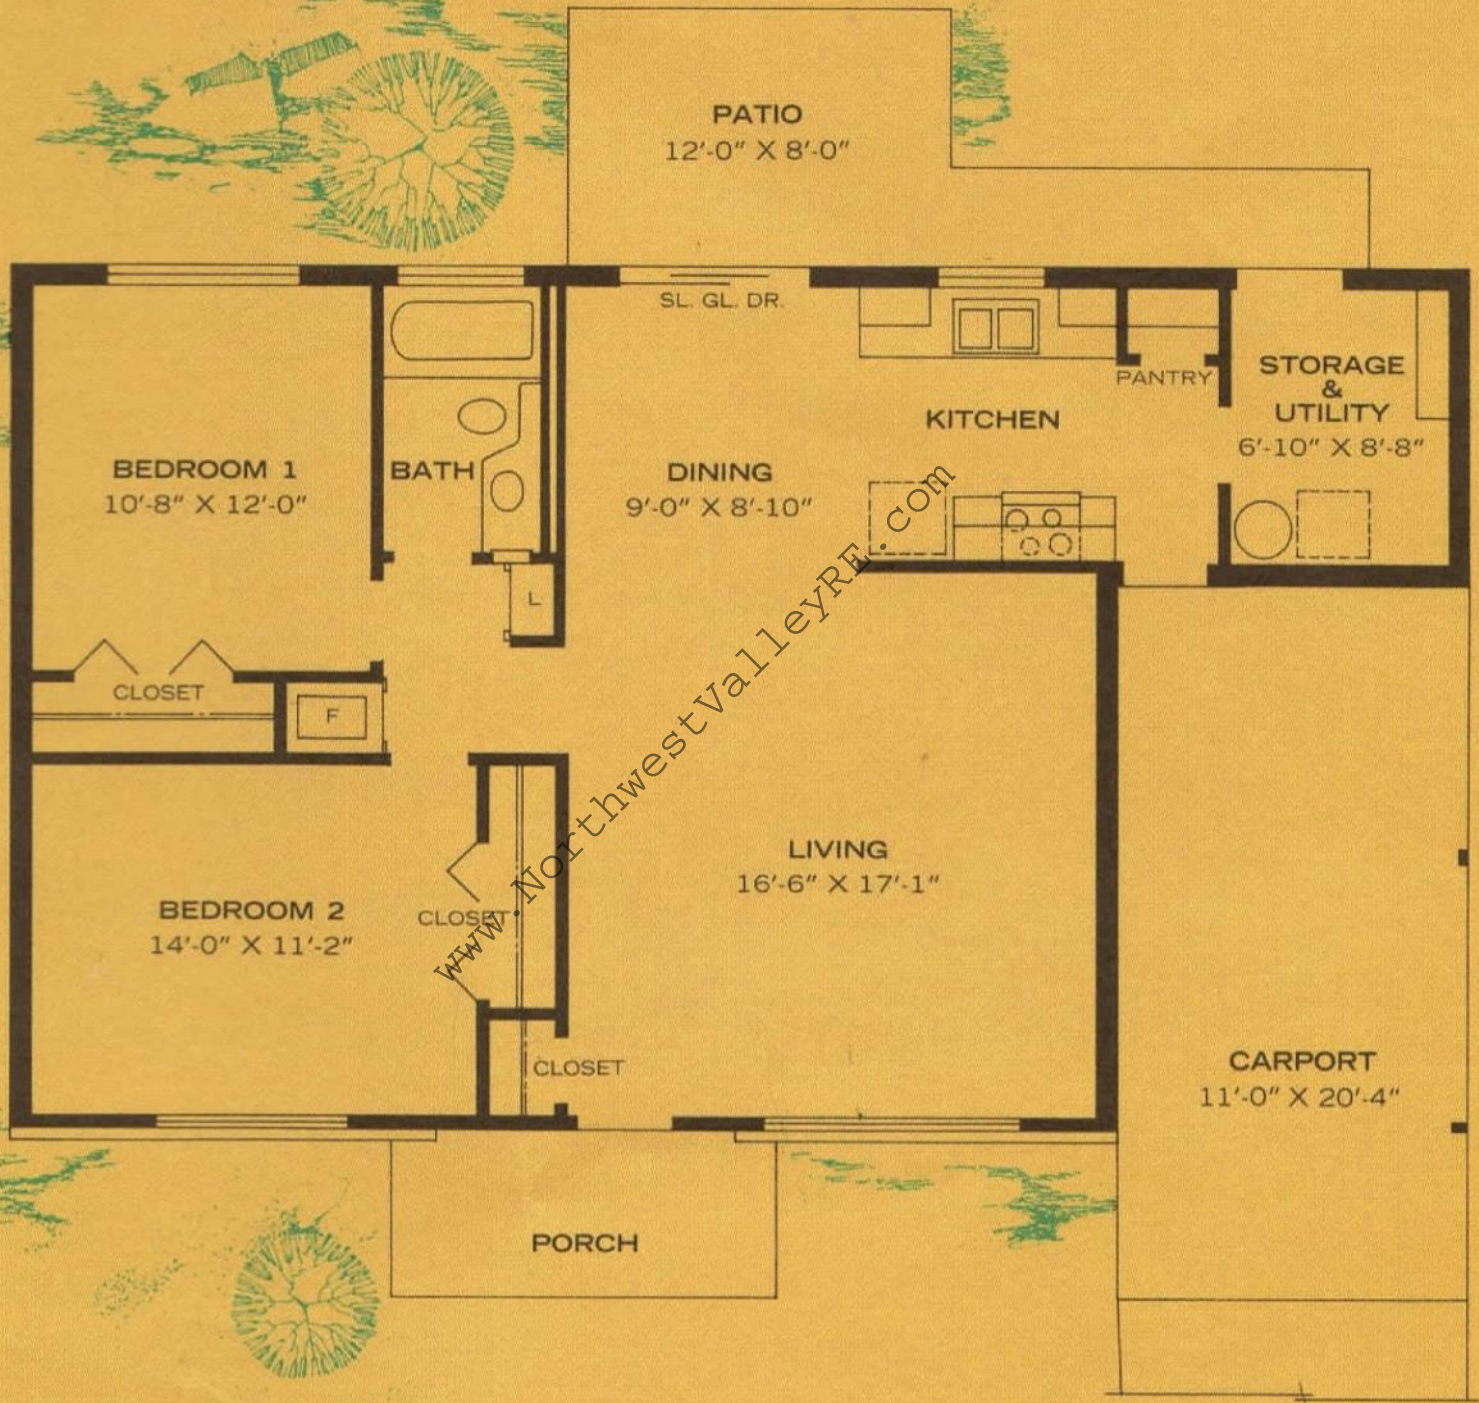 PATIO
12'-0" X 8'-0"
SL. GL. DR.
STORAGE
&
UTILITY
6'-10" X 8'-8"
PANTRY
KITCHEN
BEDROOM 1
10'-8" X 12'-0"
BATH
DINING
9'-0" X 8'-10"
L
CLOSET
F
LIVING
16'-6" X 17'-1"
BEDROOM 2
14'-0" X 11'-2"
CLOSET
www.NorthwestValleyRE.com
CLOSET
CARPORT
11'-0" X 20'-4"
PORCH